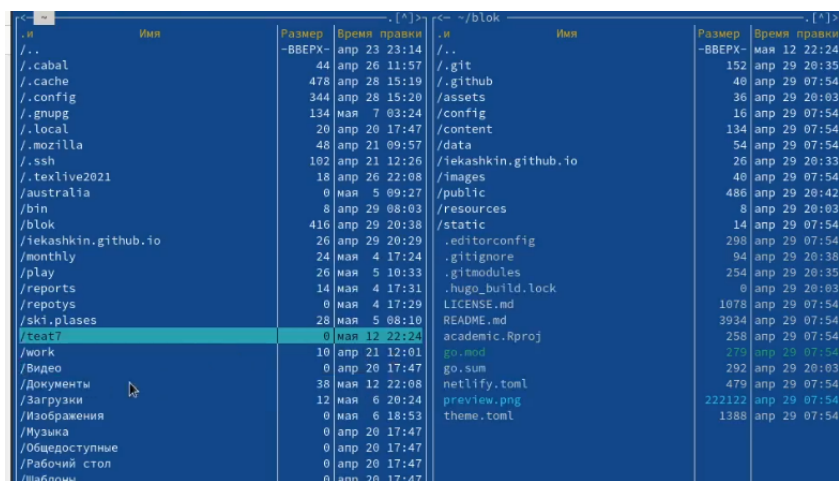 <- ~ .[^]>
.и Имя Размер Время правки
/.. -ВВЕРХ- апр 23 23:14
/.cabal 44 апр 26 11:57
/.cache 478 апр 28 15:19
/.config 344 апр 28 15:20
/.gnupg 134 мая 7 03:24
/.local 20 апр 20 17:47
/.mozilla 48 апр 21 09:57
/.ssh 102 апр 21 12:26
/.texlive2021 18 апр 26 22:08
/australia 0 мая 5 09:27
/bin 8 апр 29 08:03
/blok 416 апр 29 20:38
/iekashkin.github.io 26 апр 29 20:29
/monthly 24 мая 4 17:24
/play 26 мая 5 10:33
/reports 14 мая 4 17:31
/repotys 0 мая 4 17:29
/ski.plases 28 мая 5 08:10
/teat7 0 мая 12 22:24
/work 10 апр 21 12:01
/Видео 0 апр 20 17:47
/Документы 38 мая 12 22:08
/Загрузки 12 мая 6 20:24
/Изображения 0 мая 6 18:53
/Музыка 0 апр 20 17:47
/Общедоступные 0 апр 20 17:47
/Рабочий стол 0 апр 20 17:47
/Шаблоны 0 апр 20 17:47
<- ~/blok .[^]>
.и Имя Размер Время правки
/.. -ВВЕРХ- мая 12 22:24
/.git 152 апр 29 20:35
/.github 40 апр 29 07:54
/assets 36 апр 29 20:03
/config 16 апр 29 07:54
/content 134 апр 29 07:54
/data 54 апр 29 07:54
/iekashkin.github.io 26 апр 29 20:33
/images 40 апр 29 07:54
/public 486 апр 29 20:42
/resources 8 апр 29 20:03
/static 14 апр 29 07:54
.editorconfig 298 апр 29 07:54
.gitignore 94 апр 29 20:38
.gitmodules 254 апр 29 20:35
.hugo_build.lock 0 апр 29 20:03
LICENSE.md 1078 апр 29 07:54
README.md 3934 апр 29 07:54
academic.Rproj 258 апр 29 07:54
go.mod 279 апр 29 07:54
go.sum 292 апр 29 20:03
netlify.toml 479 апр 29 07:54
preview.png 222122 апр 29 07:54
theme.toml 1388 апр 29 07:54